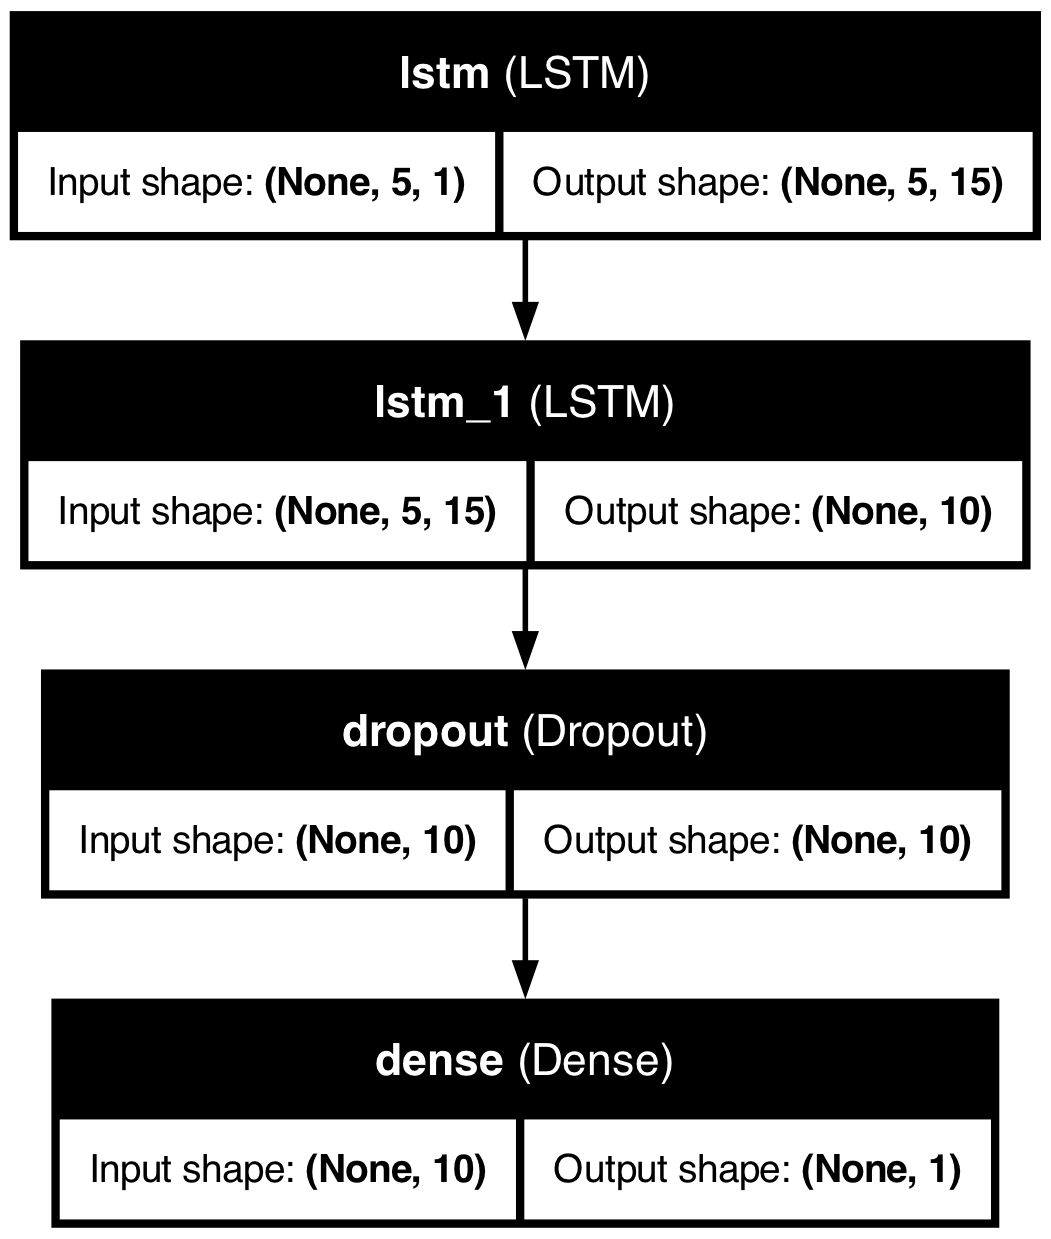 lstm (LSTM)
Input shape: (None, 5, 1) Output shape: (None, 5, 15)
lstm_1 (LSTM)
Input shape: (None, 5, 15) Output shape: (None, 10)
dropout (Dropout)
Input shape: (None, 10) Output shape: (None, 10)
dense (Dense)
Input shape: (None, 10) Output shape: (None, 1)